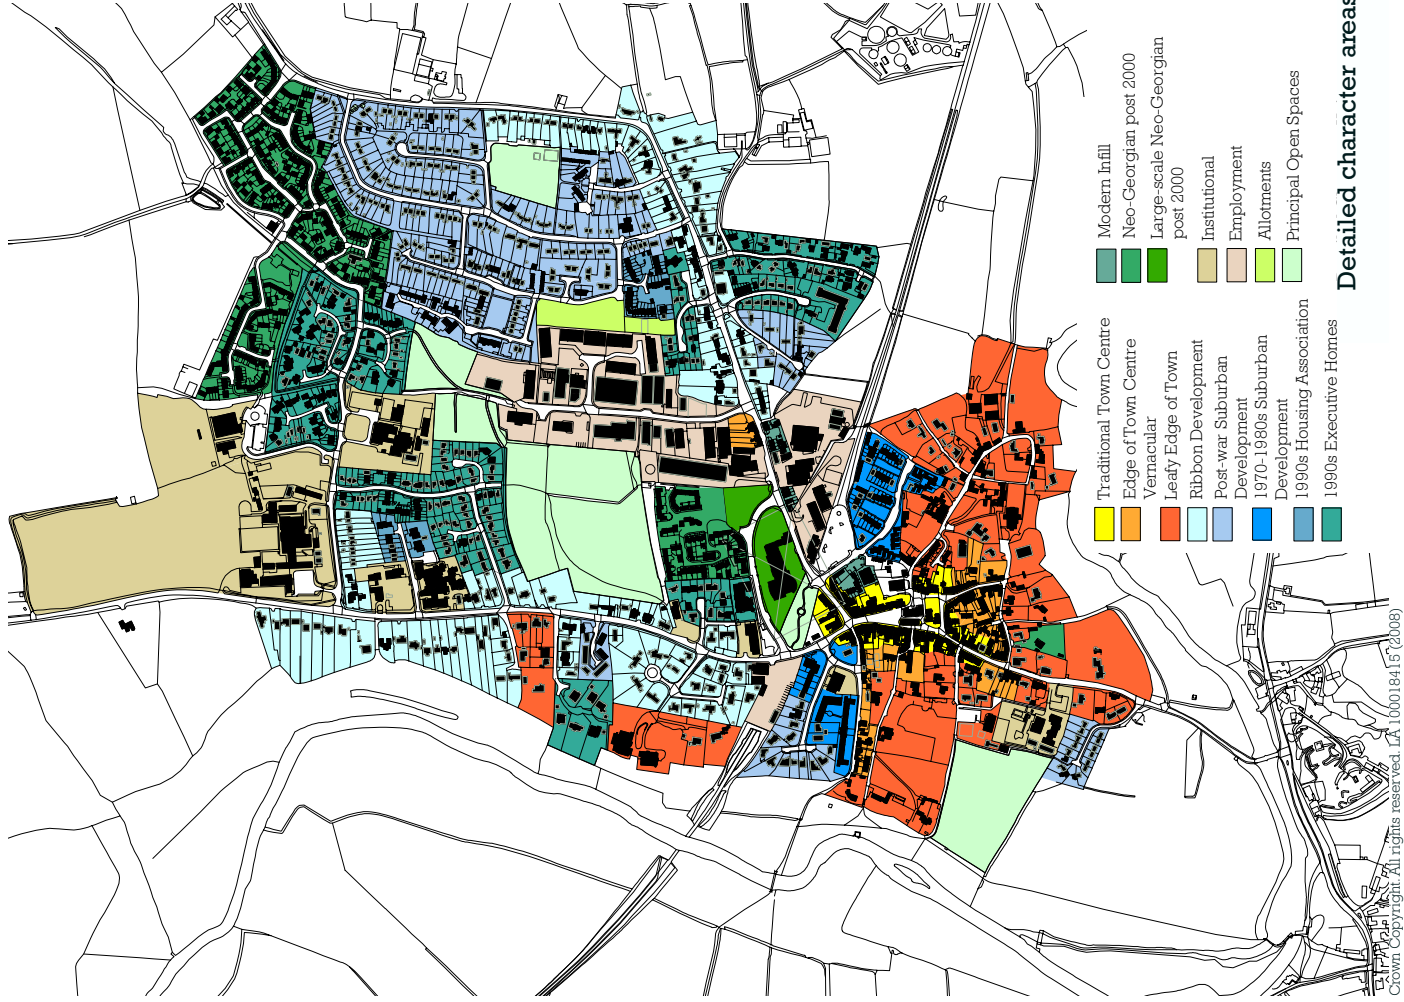 Detailed character areas
Traditional Town Centre
Edge of Town Centre
Vernacular
Leafy Edge of Town
Ribbon Development
Post-war Suburban
Development
1970-1980s Suburban
Development
1990s Housing Association
1990s Executive Homes
Modern Infill
Neo-Georgian post 2000
Large-scale Neo-Georgian
post 2000
Institutional
Employment
Allotments
Principal Open Spaces
Crown Copyright. All rights reserved. LA 100018415 (2008)